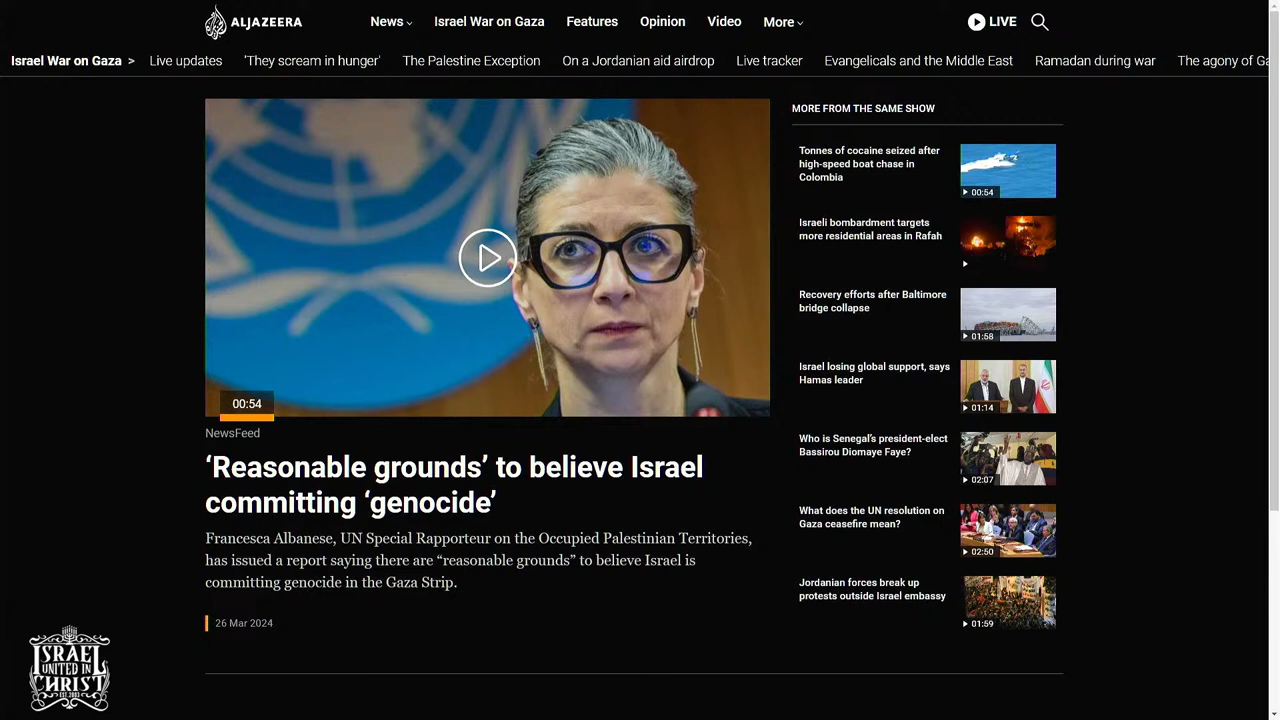 ALJAZEERA
News
Israel War on Gaza
Features
Opinion
Video
More
LIVE
Israel War on Gaza >
Live updates
'They scream in hunger'
The Palestine Exception
On a Jordanian aid airdrop
Live tracker
Evangelicals and the Middle East
Ramadan during war
The agony of Ga
00:54
NewsFeed
‘Reasonable grounds’ to believe Israel
committing ‘genocide’
Francesca Albanese, UN Special Rapporteur on the Occupied Palestinian Territories,
has issued a report saying there are “reasonable grounds” to believe Israel is
committing genocide in the Gaza Strip.
26 Mar 2024
MORE FROM THE SAME SHOW
Tonnes of cocaine seized after
high-speed boat chase in
Colombia
00:54
Israeli bombardment targets
more residential areas in Rafah
Recovery efforts after Baltimore
bridge collapse
01:58
Israel losing global support, says
Hamas leader
01:14
Who is Senegal’s president-elect
Bassirou Diomaye Faye?
02:07
What does the UN resolution on
Gaza ceasefire mean?
02:50
Jordanian forces break up
protests outside Israel embassy
01:59
ISRAEL
UNITED IN
CHRIST
EST. 2003